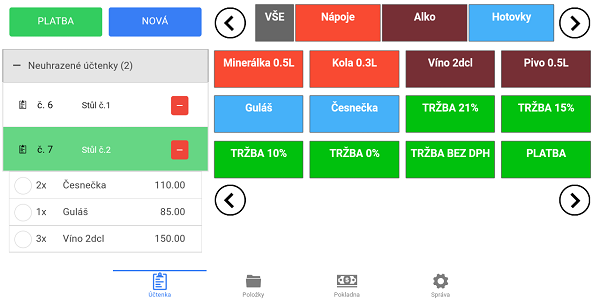 PLATBA
NOVÁ
Neuhrazené účtenky (2)
č. 6 Stůl č.1
č. 7 Stůl č.2
2x Česnečka 110.00
1x Guláš 85.00
3x Víno 2dcl 150.00
VŠE
Nápoje
Alko
Hotovky
Minerálka 0.5L
Kola 0.3L
Víno 2dcl
Pivo 0.5L
Guláš
Česnečka
TRŽBA 21%
TRŽBA 15%
TRŽBA 10%
TRŽBA 0%
TRŽBA BEZ DPH
PLATBA
Účtenka
Položky
Pokladna
Správa